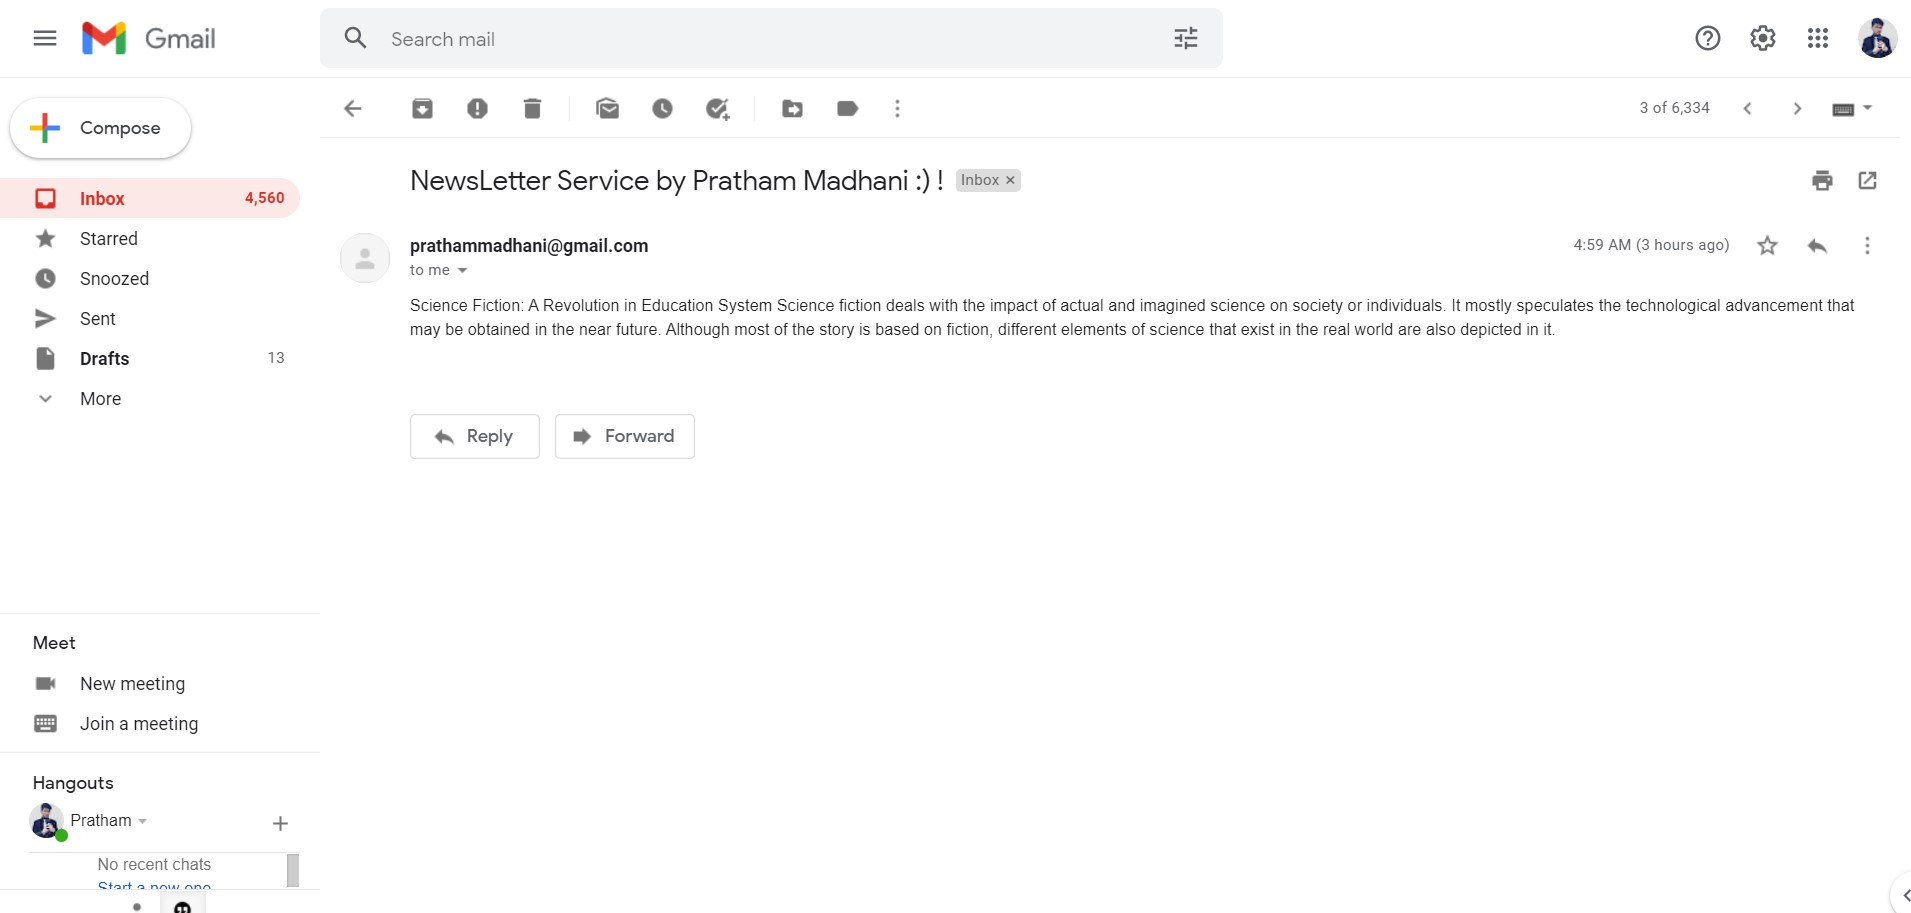 Gmail
Search mail
Compose
3 of 6,334
NewsLetter Service by Pratham Madhani :) !
Inbox ×
Inbox 4,560
Starred
Snoozed
Sent
Drafts 13
More
prathammadhani@gmail.com
4:59 AM (3 hours ago)
to me
Science Fiction: A Revolution in Education System Science fiction deals with the impact of actual and imagined science on society or individuals. It mostly speculates the technological advancement that
may be obtained in the near future. Although most of the story is based on fiction, different elements of science that exist in the real world are also depicted in it.
Reply
Forward
Meet
New meeting
Join a meeting
Hangouts
Pratham
No recent chats
Start a new one